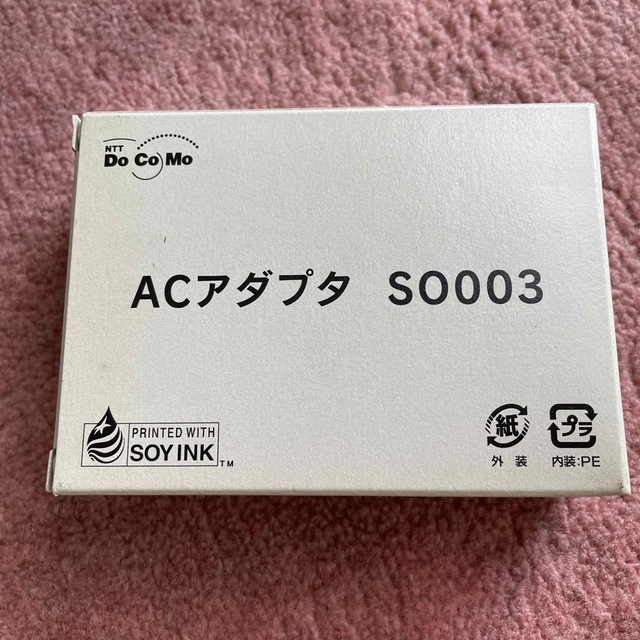 NTT
DoCoMo
ACアダプタ SO003
PRINTED WITH
SOY INK TM
紙
外装
プラ
内装:PE